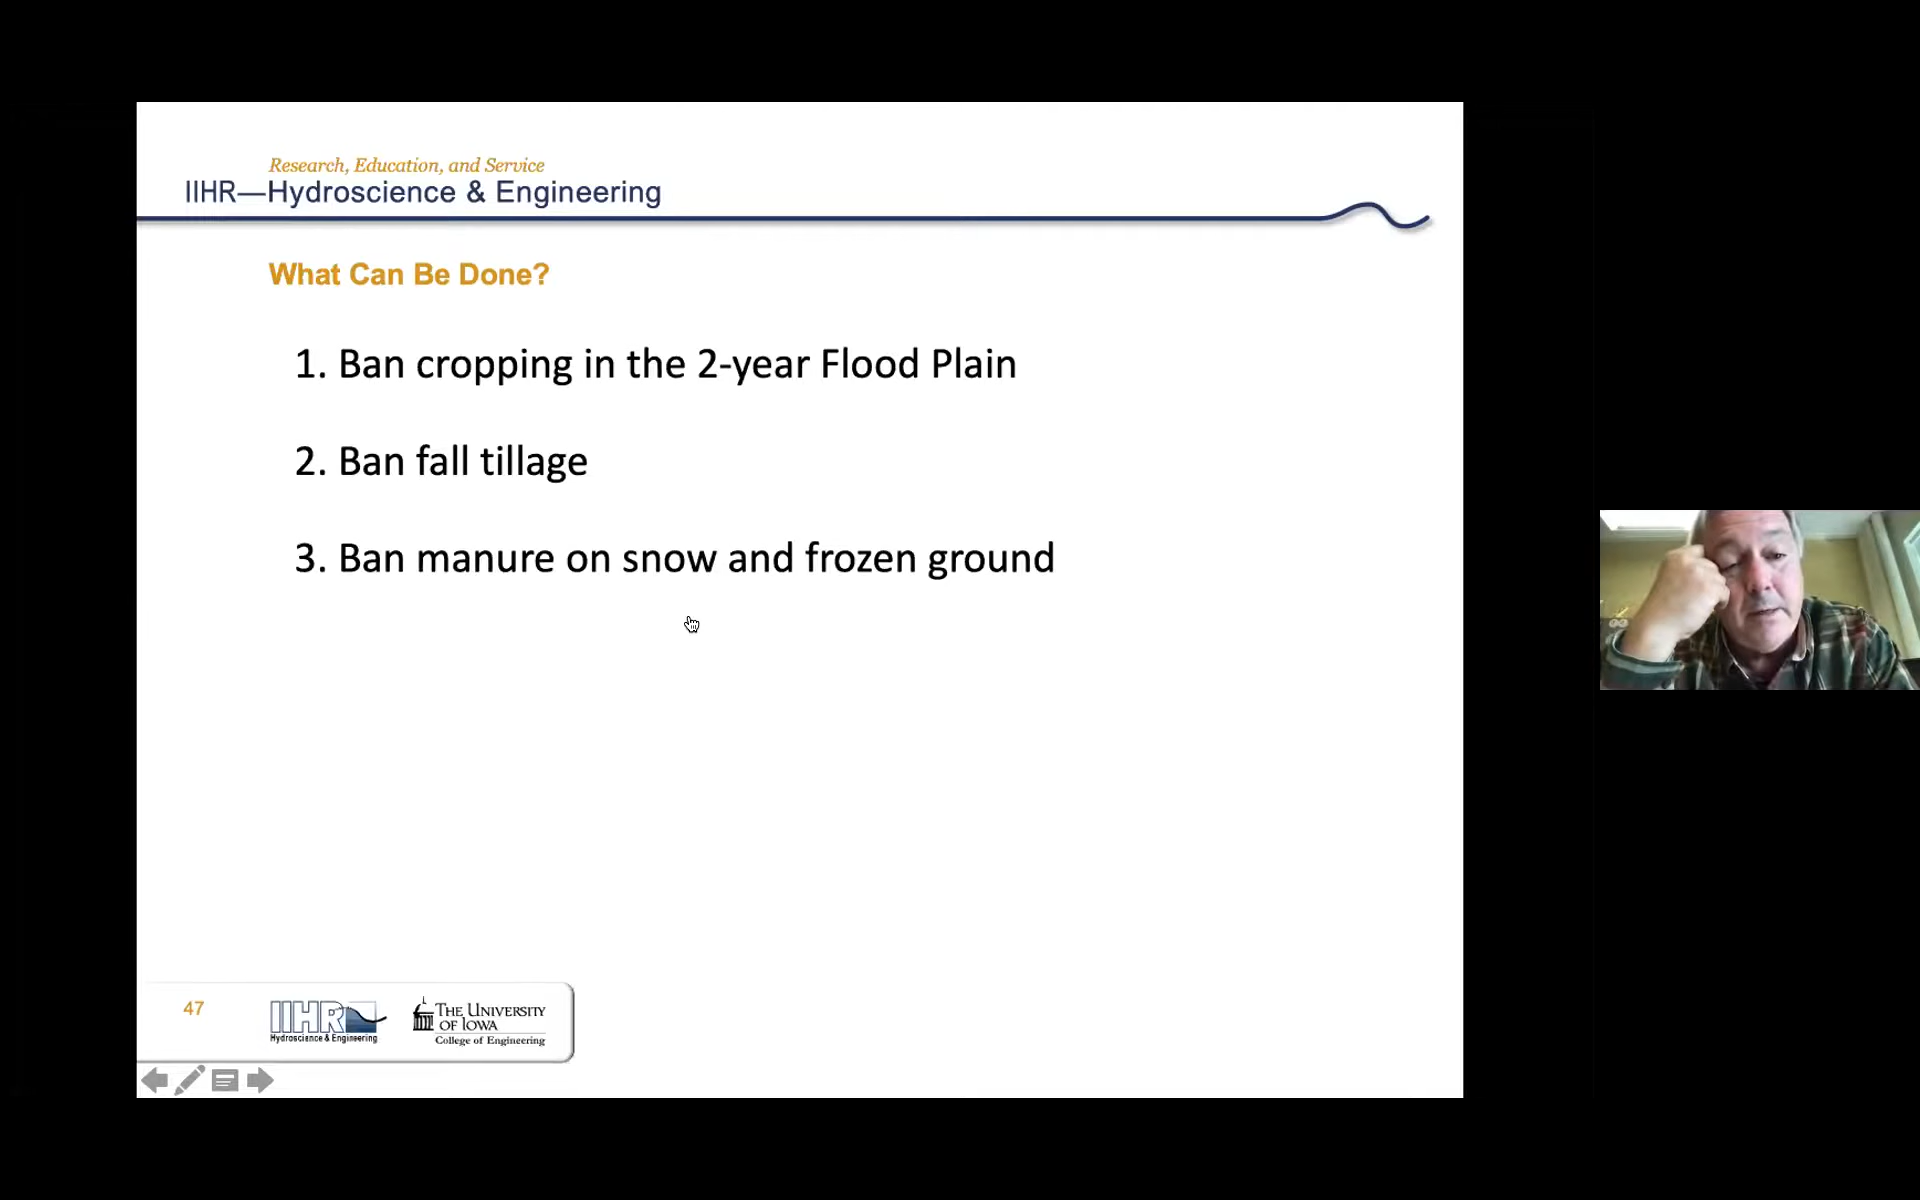 Research, Education, and Service
IIHR—Hydroscience & Engineering
What Can Be Done?
1. Ban cropping in the 2-year Flood Plain
2. Ban fall tillage
3. Ban manure on snow and frozen ground
47
IIHR
Hydroscience & Engineering
THE UNIVERSITY
OF IOWA
College of Engineering